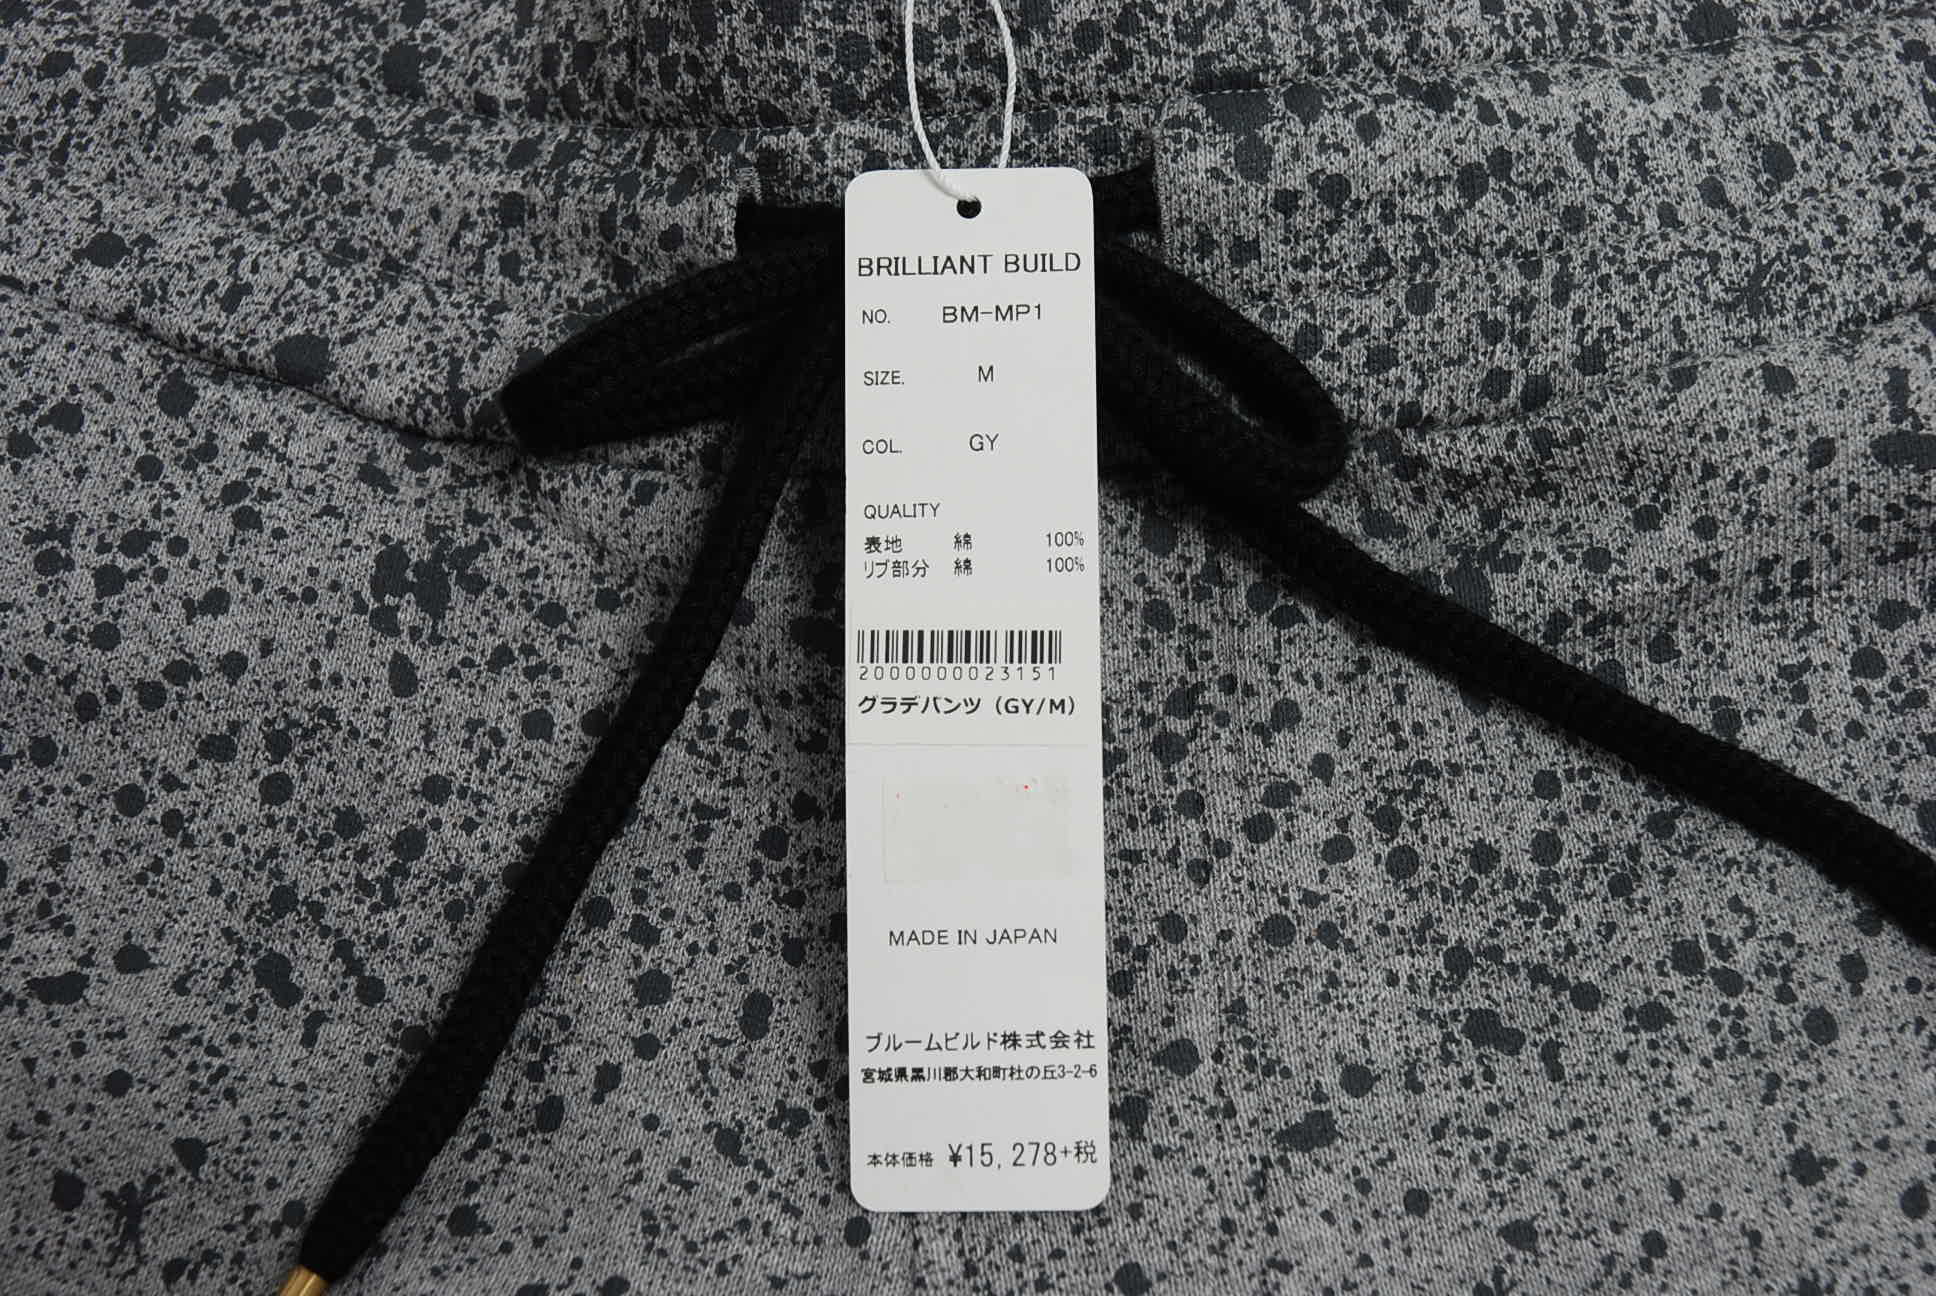 BRILLIANT BUILD
NO. BM-MP1
SIZE. M
COL. GY
QUALITY
表地 綿 100%
リブ部分 綿 100%
2000000023151
グラデパンツ (GY/M)
MADE IN JAPAN
ブルームビルド株式会社
宮城県黒川郡大和町杜の丘3-2-6
本体価格 ¥15,278+税